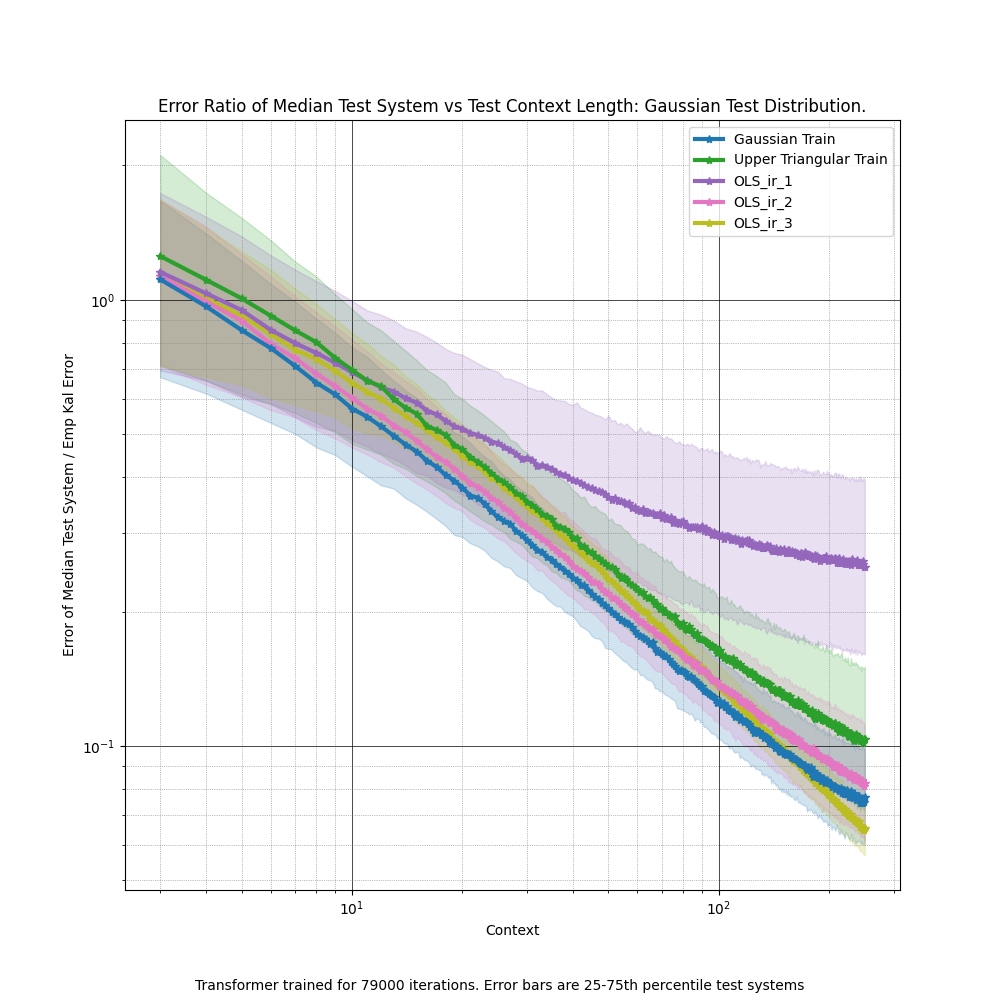 Error Ratio of Median Test System vs Test Context Length: Gaussian Test Distribution.
Gaussian Train
Upper Triangular Train
OLS_ir_1
OLS_ir_2
OLS_ir_3
Error of Median Test System / Emp Kal Error
10⁰
10⁻¹
10¹
10²
Context
Transformer trained for 79000 iterations. Error bars are 25-75th percentile test systems